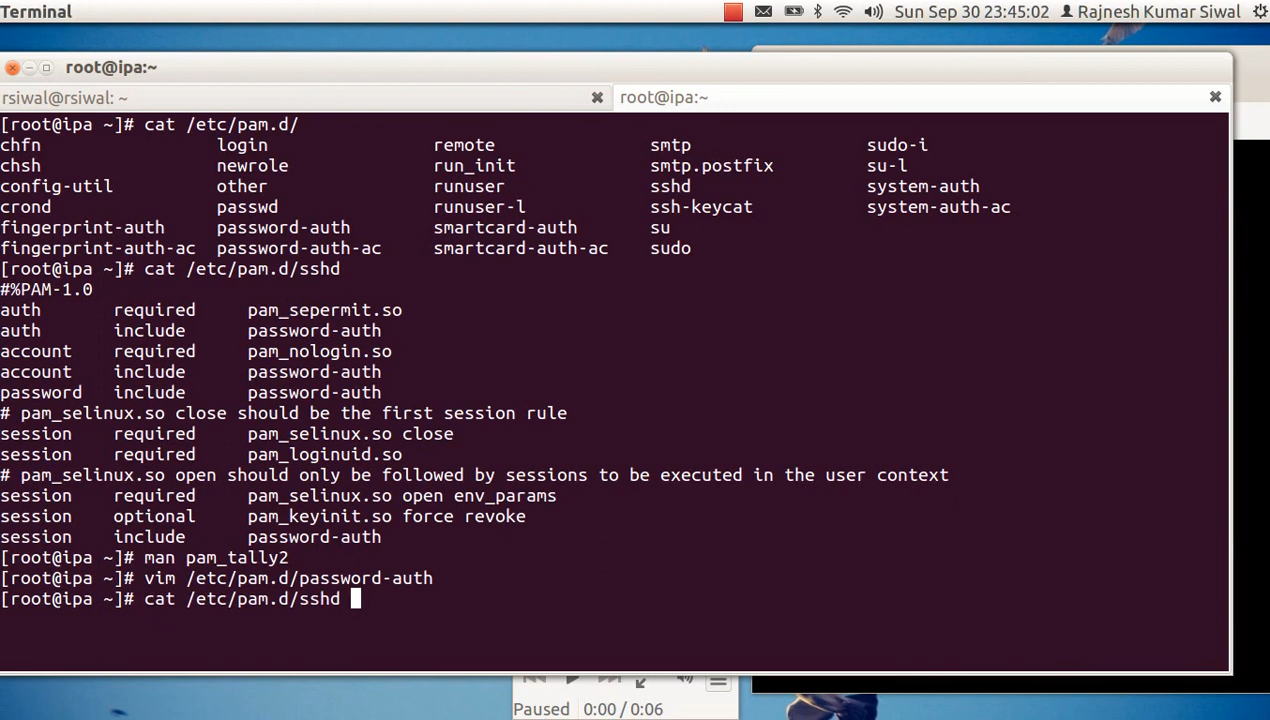 Terminal Sun Sep 30 23:45:02 Rajnesh Kumar Siwal
root@ipa:~
rsiwal@rsiwal: ~ root@ipa:~
[root@ipa ~]# cat /etc/pam.d/
chfn login remote smtp sudo-i
chsh newrole run_init smtp.postfix su-l
config-util other runuser sshd system-auth
crond passwd runuser-l ssh-keycat system-auth-ac
fingerprint-auth password-auth smartcard-auth su
fingerprint-auth-ac password-auth-ac smartcard-auth-ac sudo
[root@ipa ~]# cat /etc/pam.d/sshd
#%PAM-1.0
auth required pam_sepermit.so
auth include password-auth
account required pam_nologin.so
account include password-auth
password include password-auth
# pam_selinux.so close should be the first session rule
session required pam_selinux.so close
session required pam_loginuid.so
# pam_selinux.so open should only be followed by sessions to be executed in the user context
session required pam_selinux.so open env_params
session optional pam_keyinit.so force revoke
session include password-auth
[root@ipa ~]# man pam_tally2
[root@ipa ~]# vim /etc/pam.d/password-auth
[root@ipa ~]# cat /etc/pam.d/sshd
Paused 0:00 / 0:06